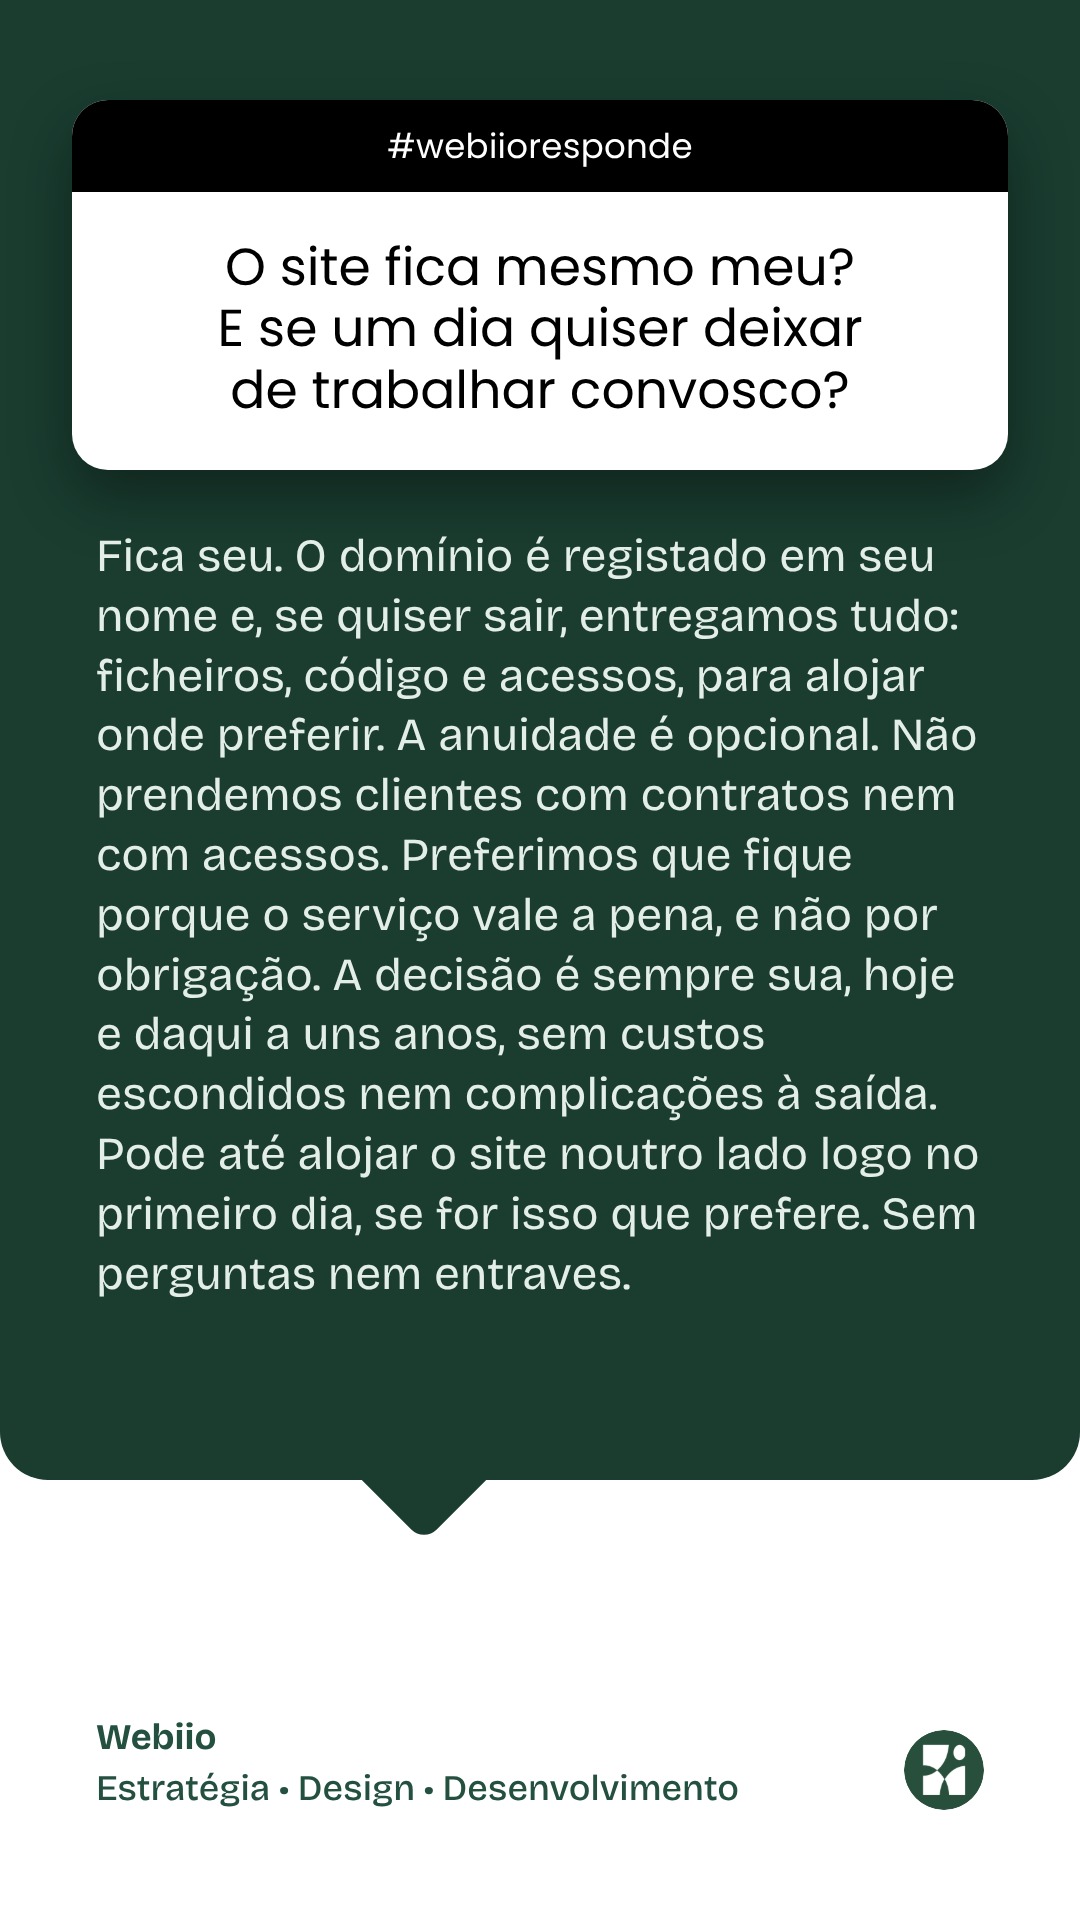 #webiioresponde
O site fica mesmo meu?
E se um dia quiser deixar
de trabalhar convosco?
Fica seu. O domínio é registado em seu
nome e, se quiser sair, entregamos tudo:
ficheiros, código e acessos, para alojar
onde preferir. A anuidade é opcional. Não
prendemos clientes com contratos nem
com acessos. Preferimos que fique
porque o serviço vale a pena, e não por
obrigação. A decisão é sempre sua, hoje
e daqui a uns anos, sem custos
escondidos nem complicações à saída.
Pode até alojar o site noutro lado logo no
primeiro dia, se for isso que prefere. Sem
perguntas nem entraves.
Webiio
Estratégia • Design • Desenvolvimento